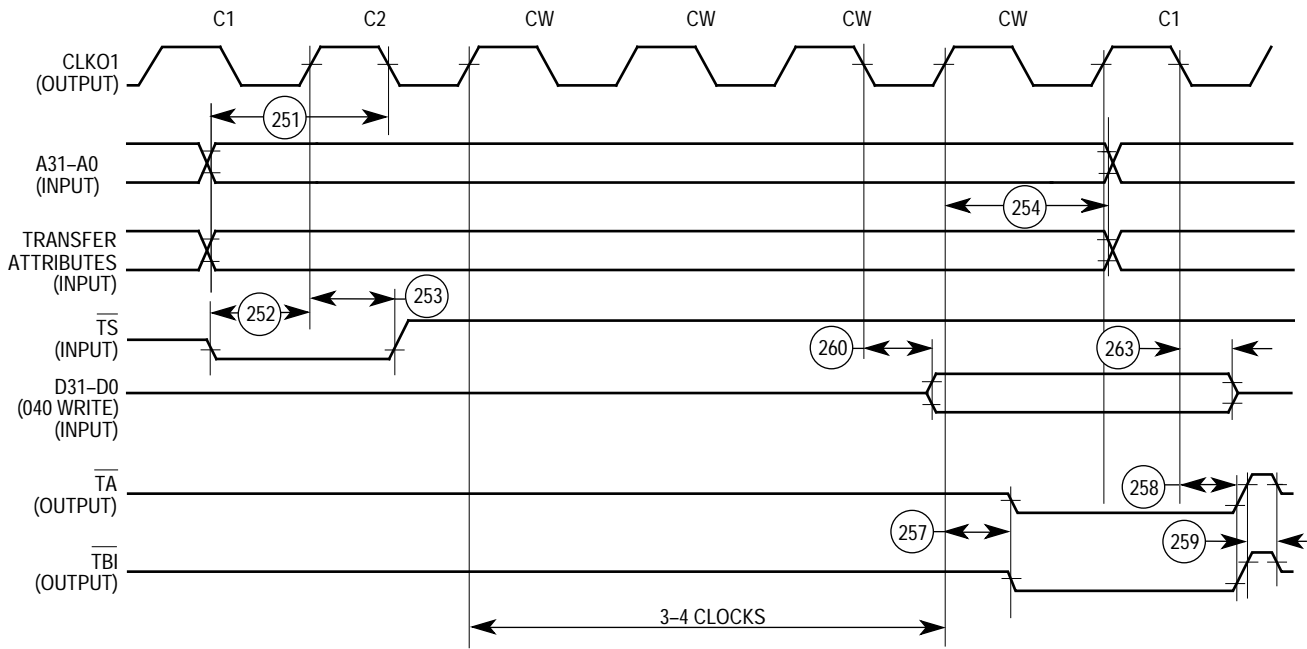 C1 C2 CW CW CW CW C1
CLKO1
(OUTPUT)
251
A31–A0
(INPUT)
254
TRANSFER
ATTRIBUTES
(INPUT)
252
253
TS
(INPUT)
260
263
D31–D0
(040 WRITE)
(INPUT)
TA
(OUTPUT)
258
257
259
TBI
(OUTPUT)
3–4 CLOCKS